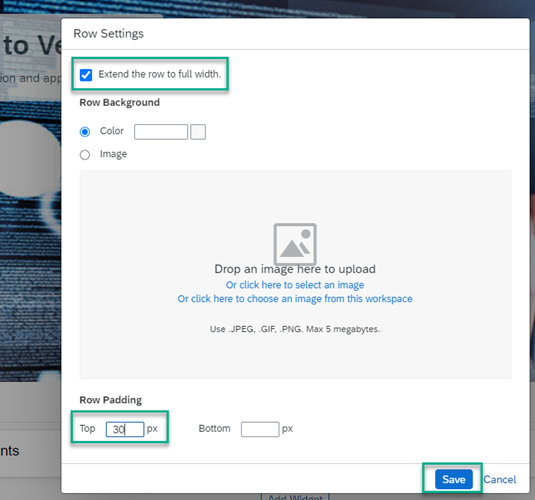 Row Settings
to Ve
Extend the row to full width.
tion and app
Row Background
Color
Image
Drop an image here to upload
Or click here to select an image
Or click here to choose an image from this workspace
Use .JPEG, .GIF, .PNG. Max 5 megabytes.
Row Padding
Top 30 px Bottom px
nts
Save Cancel
Add Widget